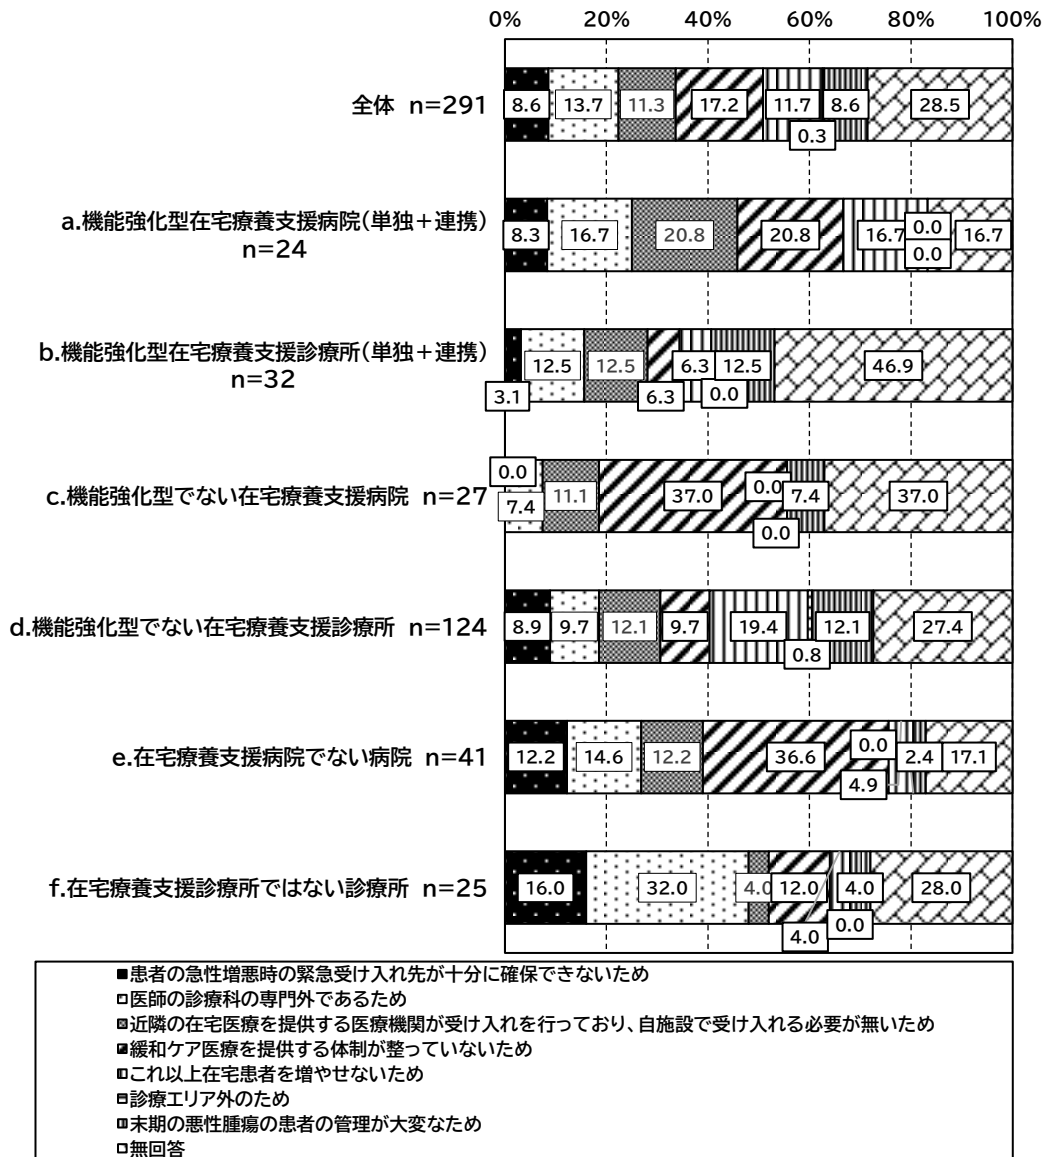 0% 20% 40% 60% 80% 100%
全体 n=291
8.6 13.7 11.3 17.2 11.7 8.6 28.5
0.3
a.機能強化型在宅療養支援病院(単独+連携)
n=24
8.3 16.7 20.8 20.8 16.7 0.0 16.7
0.0
b.機能強化型在宅療養支援診療所(単独+連携)
n=32
12.5 12.5 6.3 12.5 46.9
3.1 6.3 0.0
c.機能強化型でない在宅療養支援病院 n=27
0.0 11.1 37.0 0.0 7.4 37.0
7.4 0.0
d.機能強化型でない在宅療養支援診療所 n=124
8.9 9.7 12.1 9.7 19.4 12.1 27.4
0.8
e.在宅療養支援病院でない病院 n=41
12.2 14.6 12.2 36.6 0.0 2.4 17.1
4.9
f.在宅療養支援診療所ではない診療所 n=25
16.0 32.0 4.0 12.0 4.0 28.0
4.0 0.0
患者の急性増悪時の緊急受け入れ先が十分に確保できないため
医師の診療科の専門外であるため
近隣の在宅医療を提供する医療機関が受け入れを行っており、自施設で受け入れる必要が無いため
緩和ケア医療を提供する体制が整っていないため
これ以上在宅患者を増やせないため
診療エリア外のため
末期の悪性腫瘍の患者の管理が大変なため
無回答